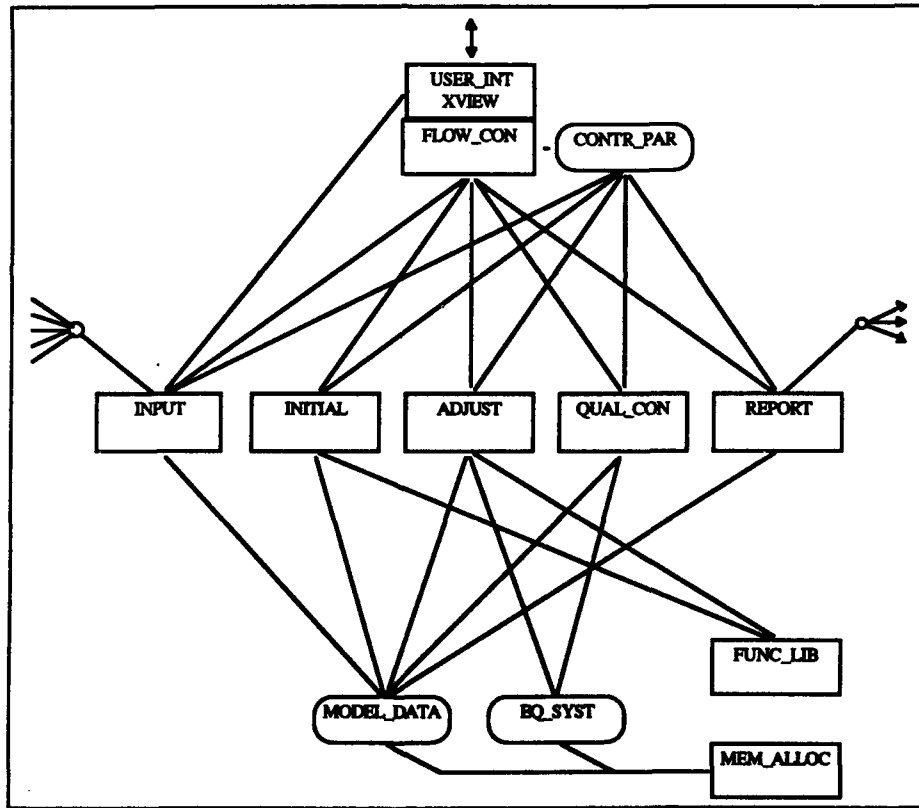 USER_INT
XVIEW
FLOW_CON
CONTR_PAR
INPUT
INITIAL
ADJUST
QUAL_CON
REPORT
FUNC_LIB
MODEL_DATA
EQ_SYST
MEM_ALLOC